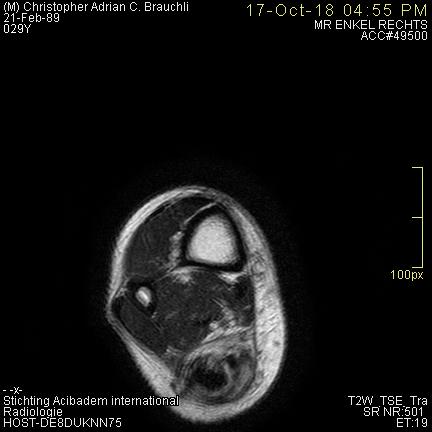 (M) Christopher Adrian C. Brauchli
21-Feb-89
029Y
17-Oct-18 04:55 PM
MR ENKEL RECHTS
ACC#49500
100px
--x-
Stichting Acibadem international
Radiologie
HOST-DE8DUKNN75
T2W_TSE_Tra
SR NR:501
ET:19